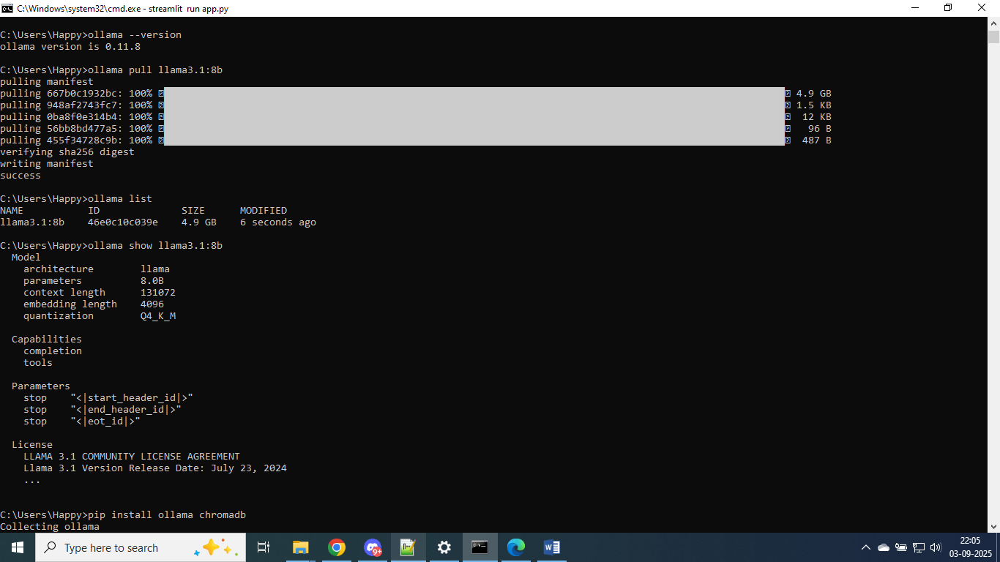 C:\Windows\system32\cmd.exe - streamlit  run app.py
C:\Users\Happy>ollama --version
ollama version is 0.11.8
C:\Users\Happy>ollama pull llama3.1:8b
pulling manifest
pulling 667b0c1932bc: 100% 4.9 GB
pulling 948af2743fc7: 100% 1.5 KB
pulling 0ba8f0e314b4: 100% 12 KB
pulling 56bb8bd477a5: 100% 96 B
pulling 455f34728c9b: 100% 487 B
verifying sha256 digest
writing manifest
success
C:\Users\Happy>ollama list
NAME ID SIZE MODIFIED
llama3.1:8b 46e0c10c039e 4.9 GB 6 seconds ago
C:\Users\Happy>ollama show llama3.1:8b
Model
architecture llama
parameters 8.0B
context length 131072
embedding length 4096
quantization Q4_K_M
Capabilities
completion
tools
Parameters
stop "<|start_header_id|>"
stop "<|end_header_id|>"
stop "<|eot_id|>"
License
LLAMA 3.1 COMMUNITY LICENSE AGREEMENT
Llama 3.1 Version Release Date: July 23, 2024
...
C:\Users\Happy>pip install ollama chromadb
Collecting ollama
Type here to search
9+
22:05
03-09-2025